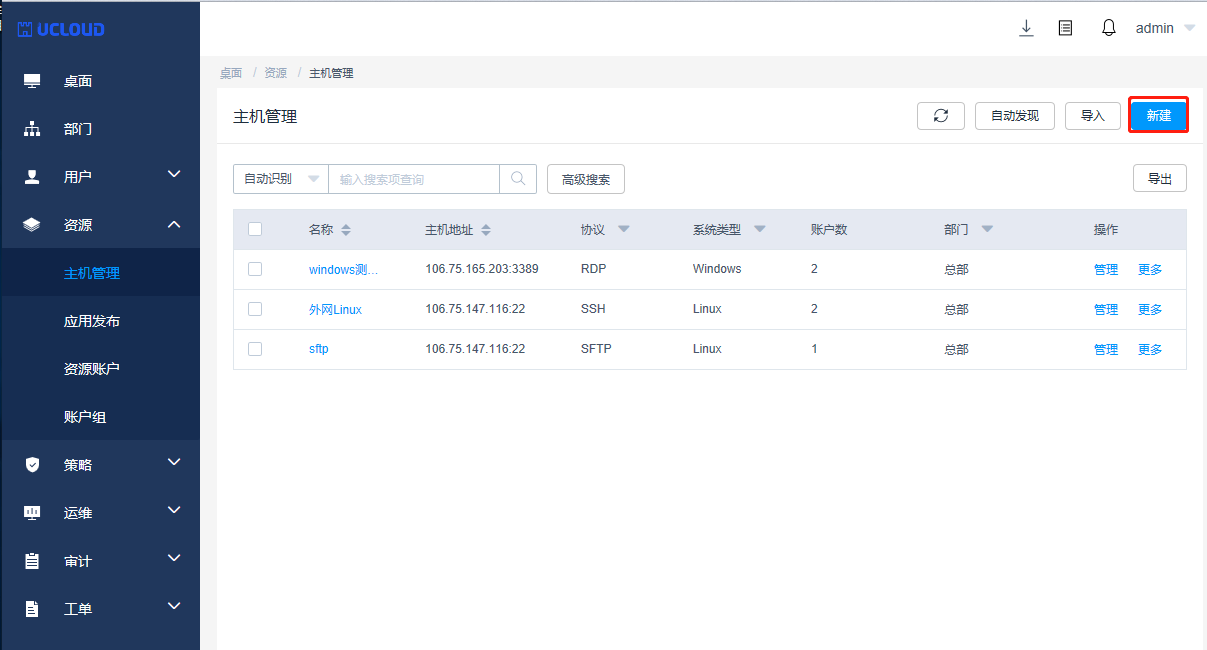 UCLOUD
admin
桌面
部门
用户
资源
主机管理
应用发布
资源账户
账户组
策略
运维
审计
工单
桌面 / 资源 / 主机管理
主机管理
自动发现 导入 新建
自动识别 输入搜索项查询 高级搜索 导出
名称 主机地址 协议 系统类型 账户数 部门 操作
windows测... 106.75.165.203:3389 RDP Windows 2 总部 管理 更多
外网Linux 106.75.147.116:22 SSH Linux 2 总部 管理 更多
sftp 106.75.147.116:22 SFTP Linux 1 总部 管理 更多